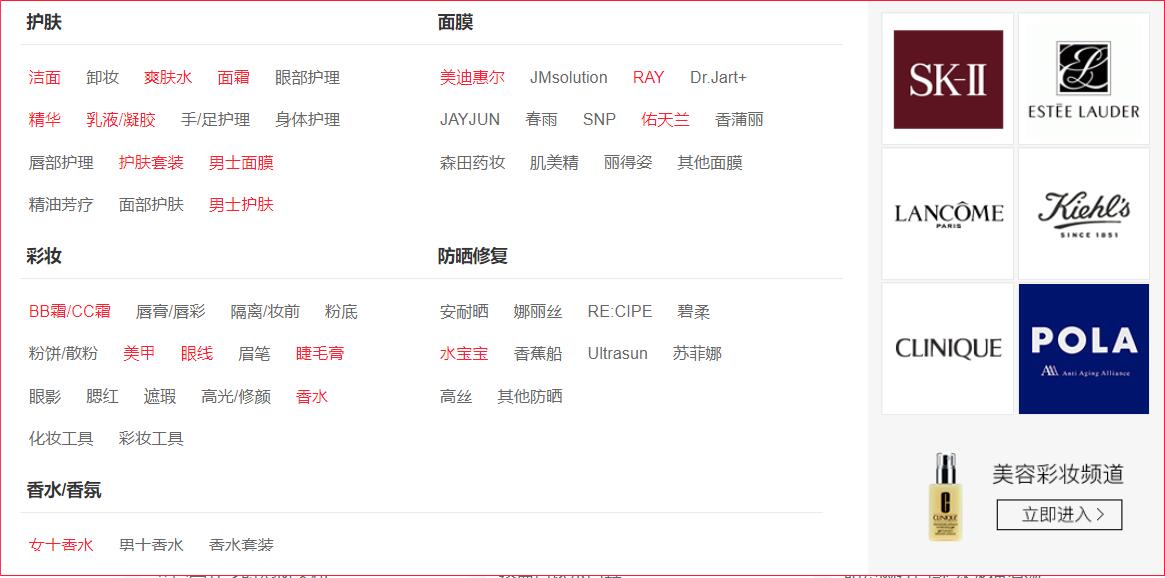 护肤
洁面 卸妆 爽肤水 面霜 眼部护理
精华 乳液/凝胶 手/足护理 身体护理
唇部护理 护肤套装 男士面膜
精油芳疗 面部护肤 男士护肤
面膜
美迪惠尔 JMsolution RAY Dr.Jart+
JAYJUN 春雨 SNP 佑天兰 香蒲丽
森田药妆 肌美精 丽得姿 其他面膜
彩妆
BB霜/CC霜 唇膏/唇彩 隔离/妆前 粉底
粉饼/散粉 美甲 眼线 眉笔 睫毛膏
眼影 腮红 遮瑕 高光/修颜 香水
化妆工具 彩妆工具
防晒修复
安耐晒 娜丽丝 RE:CIPE 碧柔
水宝宝 香蕉船 Ultrasun 苏菲娜
高丝 其他防晒
香水/香氛
女士香水 男士香水 香水套装
SK-II
ESTĒE LAUDER
LANCÔME
PARIS
Kiehl's
SINCE 1851
CLINIQUE
POLA
Anti Aging Alliance
CLINIQUE
美容彩妆频道
立即进入 >